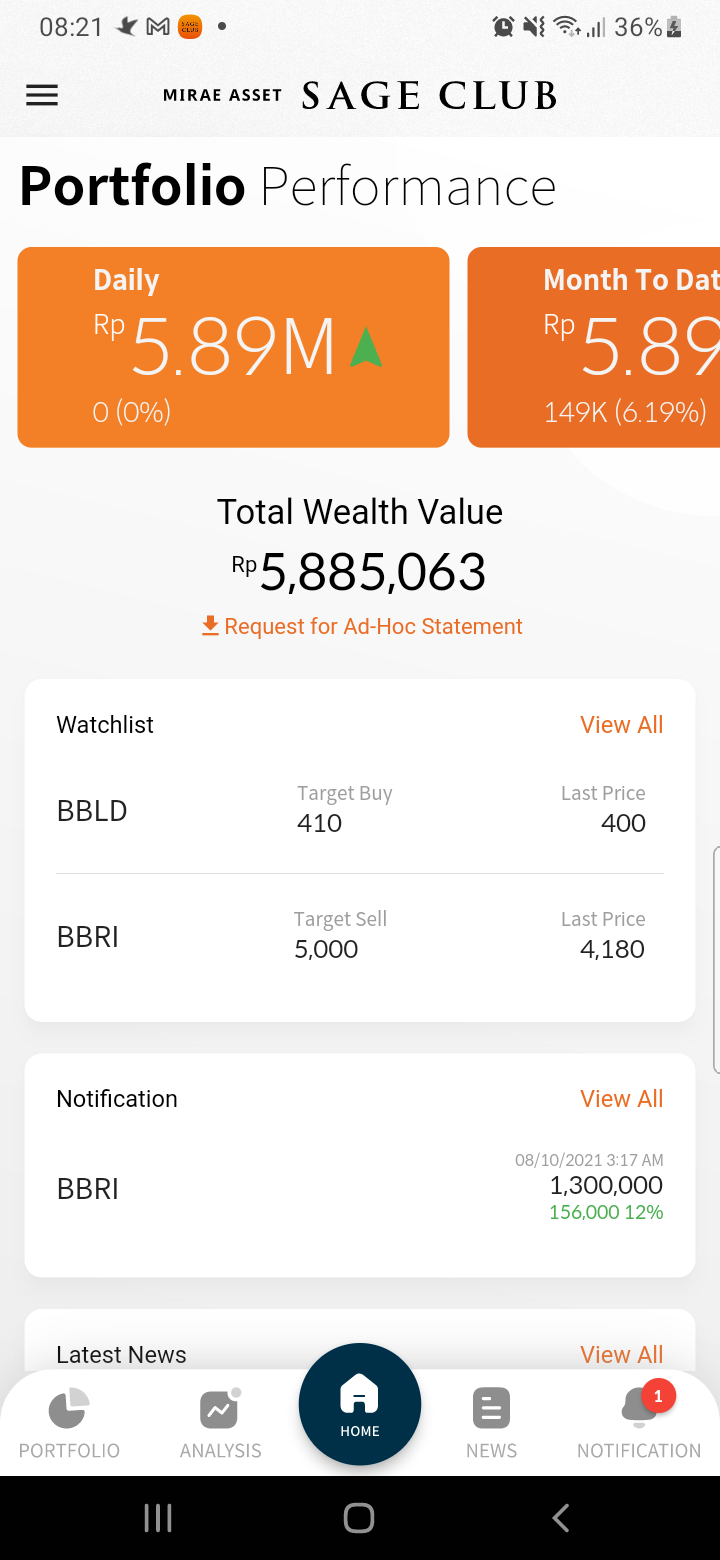 08:21 SAGE CLUB 36%
MIRAE ASSET SAGE CLUB
Portfolio Performance
Daily
Rp 5.89M
0 (0%)
Month To Dat
Rp 5.89
149K (6.19%)
Total Wealth Value
Rp 5,885,063
Request for Ad-Hoc Statement
Watchlist View All
BBLD Target Buy 410 Last Price 400
BBRI Target Sell 5,000 Last Price 4,180
Notification View All
08/10/2021 3:17 AM
BBRI 1,300,000
156,000 12%
Latest News View All
PORTFOLIO ANALYSIS HOME NEWS NOTIFICATION 1